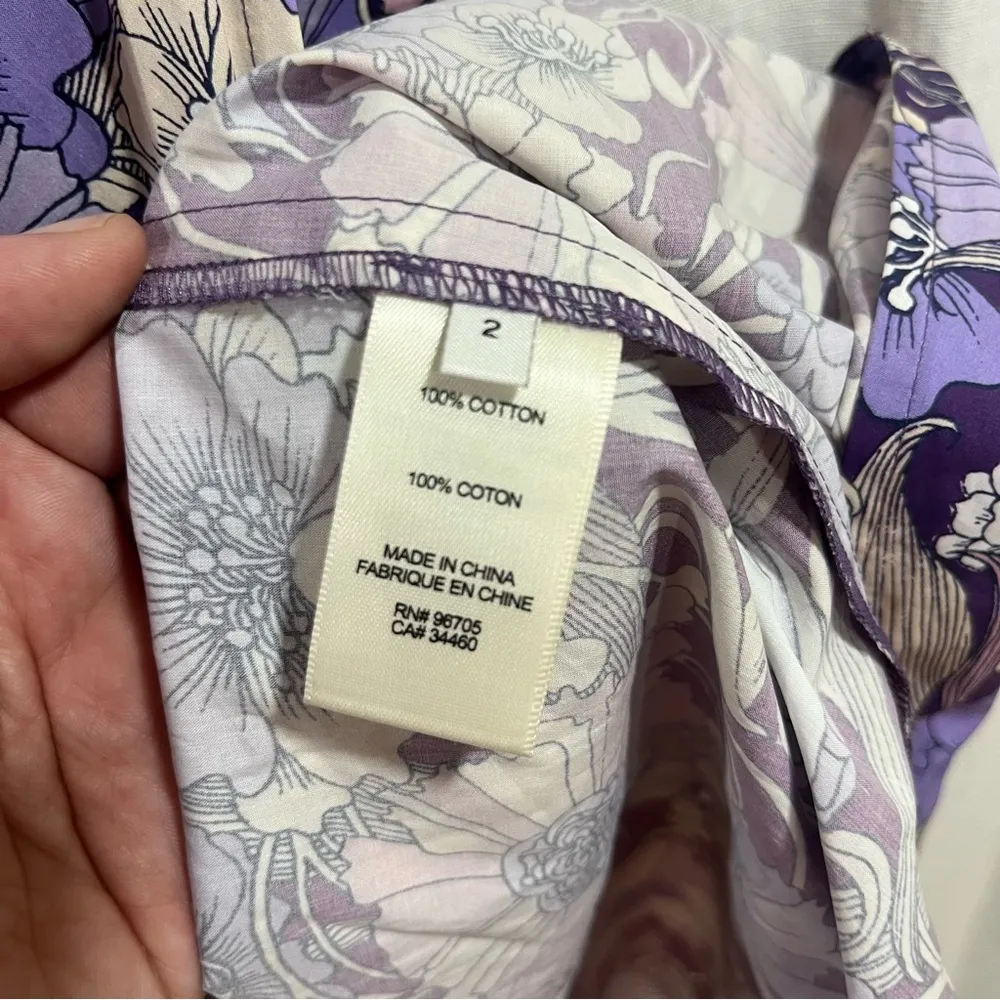 2
100% COTTON
100% COTON
MADE IN CHINA
FABRIQUE EN CHINE
RN# 96705
CA# 34460